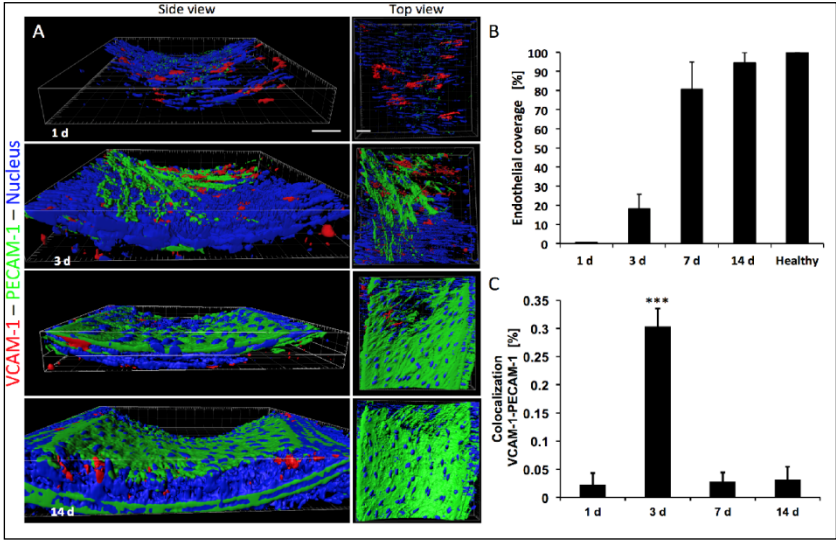 Side view
Top view
A
1 d
3 d
14 d
VCAM-1 – PECAM-1 – Nucleus
B
Endothelial coverage [%]
100
90
80
70
60
50
40
30
20
10
0
1 d 3 d 7 d 14 d Healthy
C
Colocalization
VCAM-1-PECAM-1 [%]
0.35
0.3
0.25
0.2
0.15
0.1
0.05
0
***
1 d 3 d 7 d 14 d